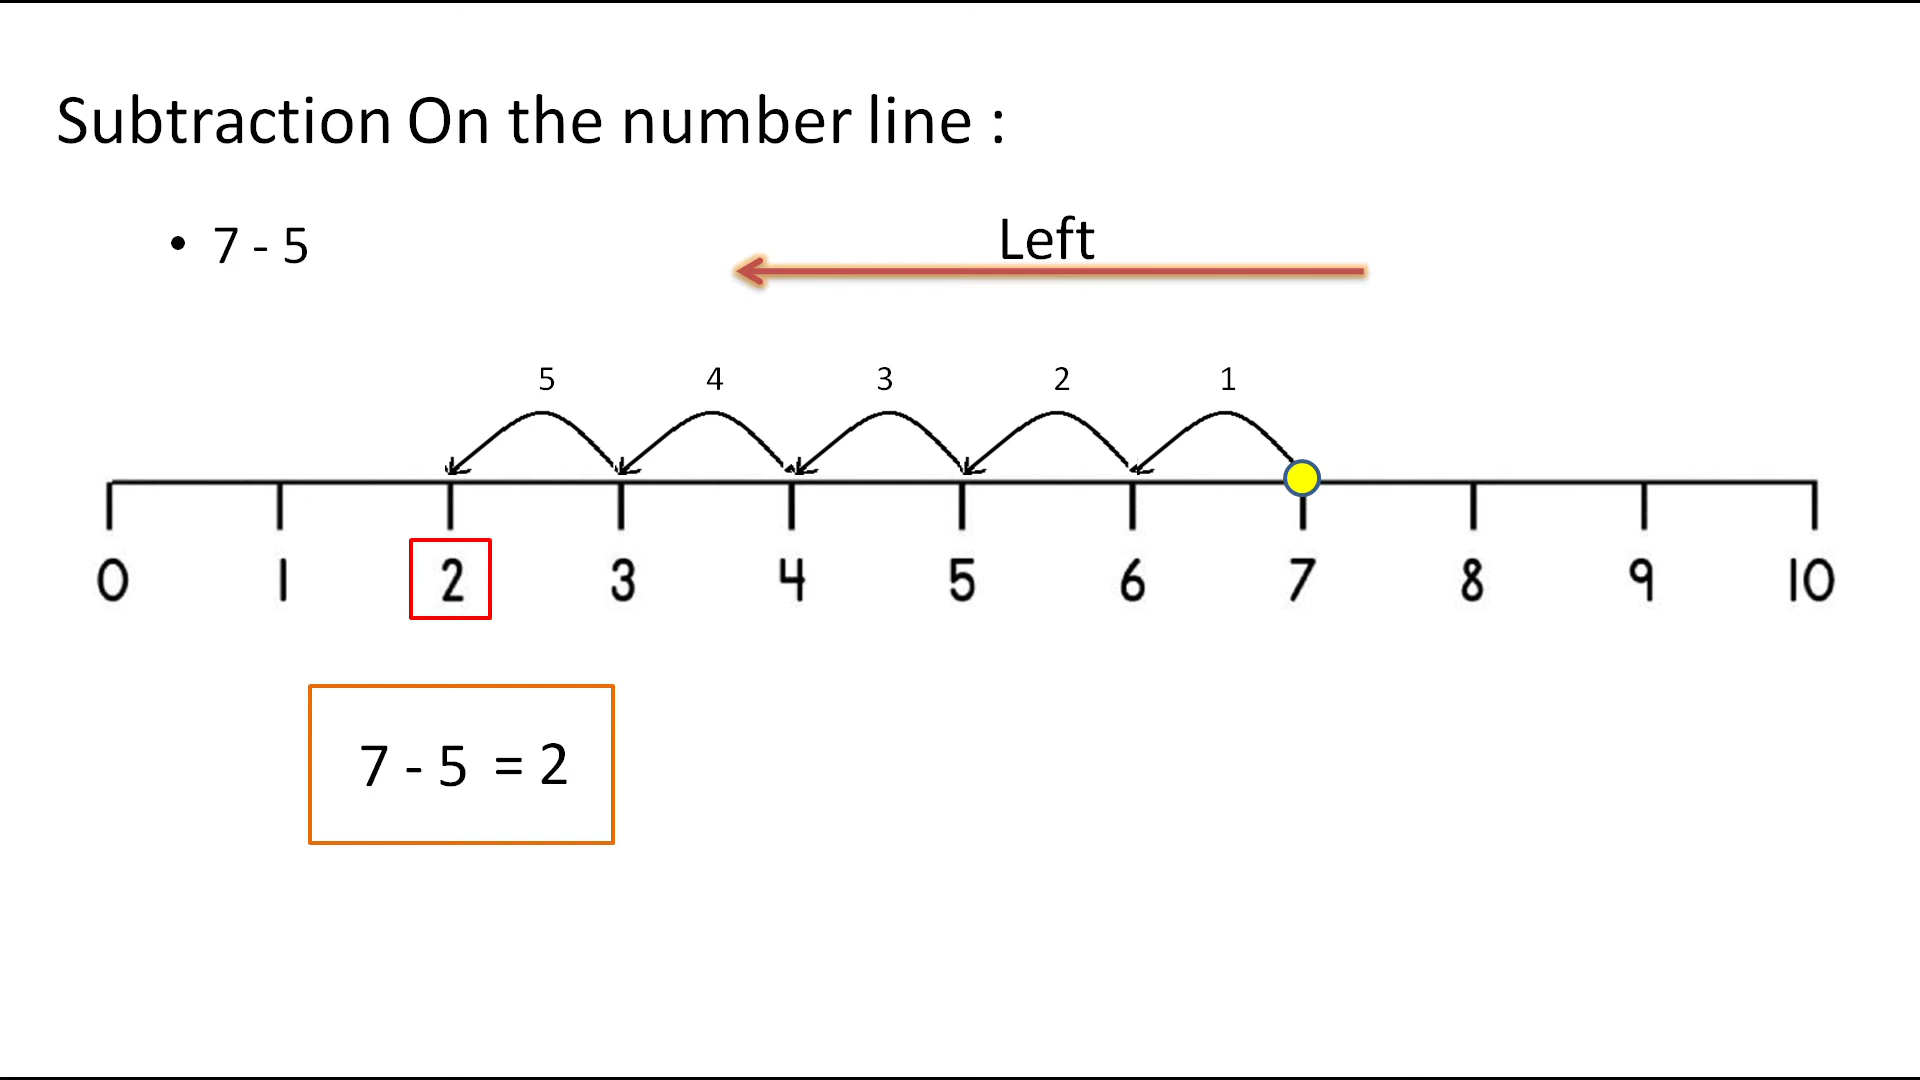 Subtraction On the number line :
• 7 - 5
Left
5 4 3 2 1
0 1 2 3 4 5 6 7 8 9 10
7 - 5 = 2